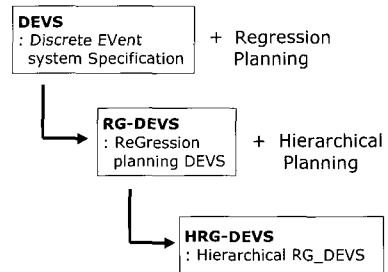 DEVS
: Discrete EVent
system Specification
+ Regression
Planning
RG-DEVS
: ReGression
planning DEVS
+ Hierarchical
Planning
HRG-DEVS
: Hierarchical RG_DEVS